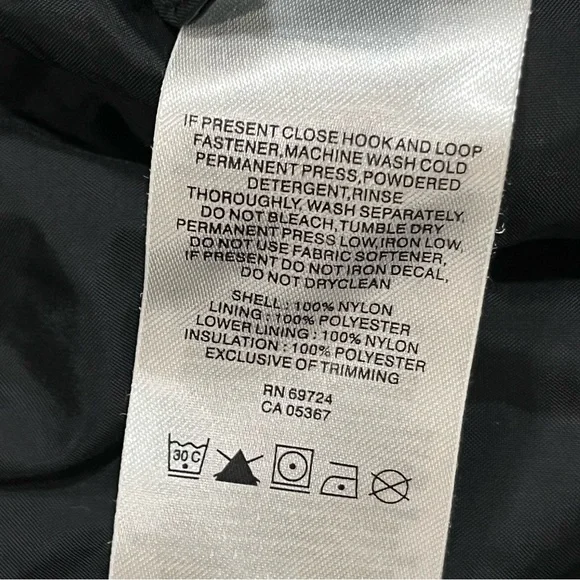 IF PRESENT CLOSE HOOK AND LOOP
FASTENER,MACHINE WASH COLD
PERMANENT PRESS,POWDERED
DETERGENT,RINSE
THOROUGHLY, WASH SEPARATELY,
DO NOT BLEACH,TUMBLE DRY
PERMANENT PRESS LOW,IRON LOW,
DO NOT USE FABRIC SOFTENER,
IF PRESENT DO NOT IRON DECAL,
DO NOT DRYCLEAN
SHELL : 100% NYLON
LINING : 100% POLYESTER
LOWER LINING : 100% NYLON
INSULATION : 100% POLYESTER
EXCLUSIVE OF TRIMMING
RN 69724
CA 05367
30 C